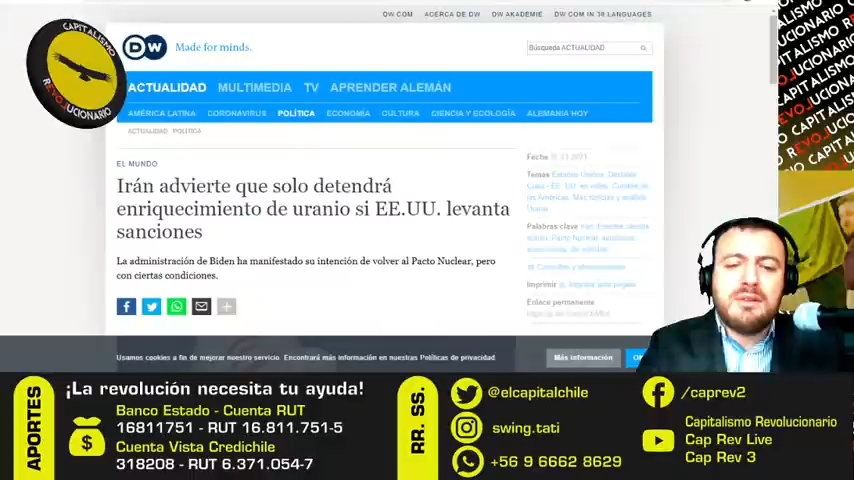 DW.COM ACERCA DE DW DW AKADEMIE DW.COM IN 30 LANGUAGES
CAPITALISMO
REVOLUCIONARIO
DW
Made for minds.
Búsqueda ACTUALIDAD
ACTUALIDAD MULTIMEDIA TV APRENDER ALEMÁN
AMÉRICA LATINA CORONAVIRUS POLÍTICA ECONOMÍA CULTURA CIENCIA Y ECOLOGÍA ALEMANIA HOY
ACTUALIDAD POLÍTICA
EL MUNDO
Irán advierte que solo detendrá
enriquecimiento de uranio si EE.UU. levanta
sanciones
La administración de Biden ha manifestado su intención de volver al Pacto Nuclear, pero
con ciertas condiciones.
Fecha
Temas Estados Unidos,
Palabras clave
Imprimir
Enlace permanente
Usamos cookies a fin de mejorar nuestro servicio. Encontrará más información en nuestras Políticas de privacidad.
Más información
CAPITALISMO
REVOLUCIONARIO
APORTES
¡La revolución necesita tu ayuda!
Banco Estado - Cuenta RUT
16811751 - RUT 16.811.751-5
Cuenta Vista Credichile
318208 - RUT 6.371.054-7
RR. SS.
@elcapitalchile
swing.tati
+56 9 6662 8629
/caprev2
Capitalismo Revolucionario
Cap Rev Live
Cap Rev 3